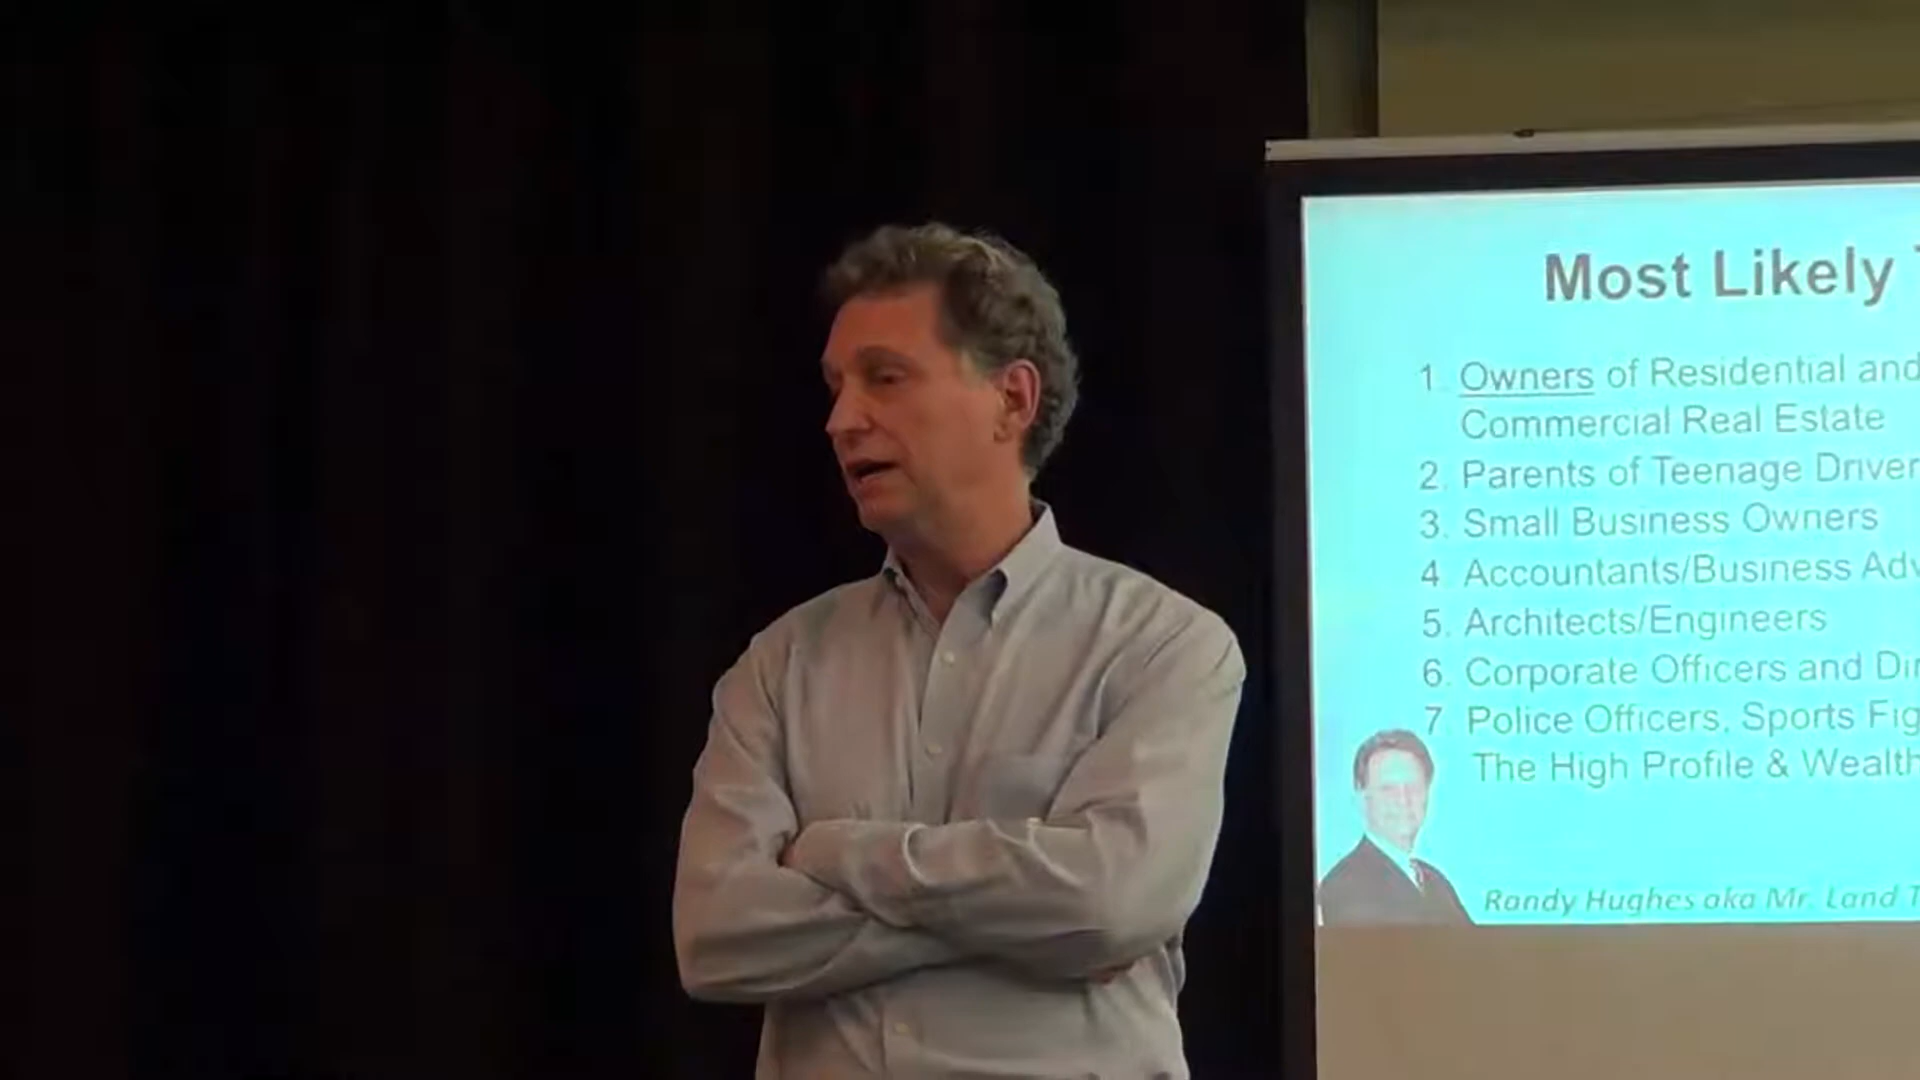 Most Likely
1. Owners of Residential and
Commercial Real Estate
2. Parents of Teenage Driver
3. Small Business Owners
4. Accountants/Business Adv
5. Architects/Engineers
6. Corporate Officers and Dir
7. Police Officers, Sports Fig
The High Profile & Wealth
Randy Hughes aka Mr. Land T